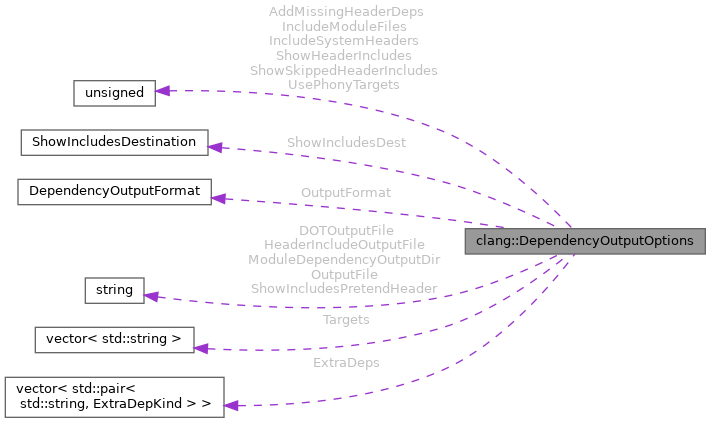 AddMissingHeaderDeps
IncludeModuleFiles
IncludeSystemHeaders
ShowHeaderIncludes
ShowSkippedHeaderIncludes
UsePhonyTargets
unsigned
ShowIncludesDestination
ShowIncludesDest
DependencyOutputFormat
OutputFormat
clang::DependencyOutputOptions
DOTOutputFile
HeaderIncludeOutputFile
ModuleDependencyOutputDir
OutputFile
ShowIncludesPretendHeader
string
Targets
vector< std::string >
ExtraDeps
vector< std::pair<
std::string, ExtraDepKind > >